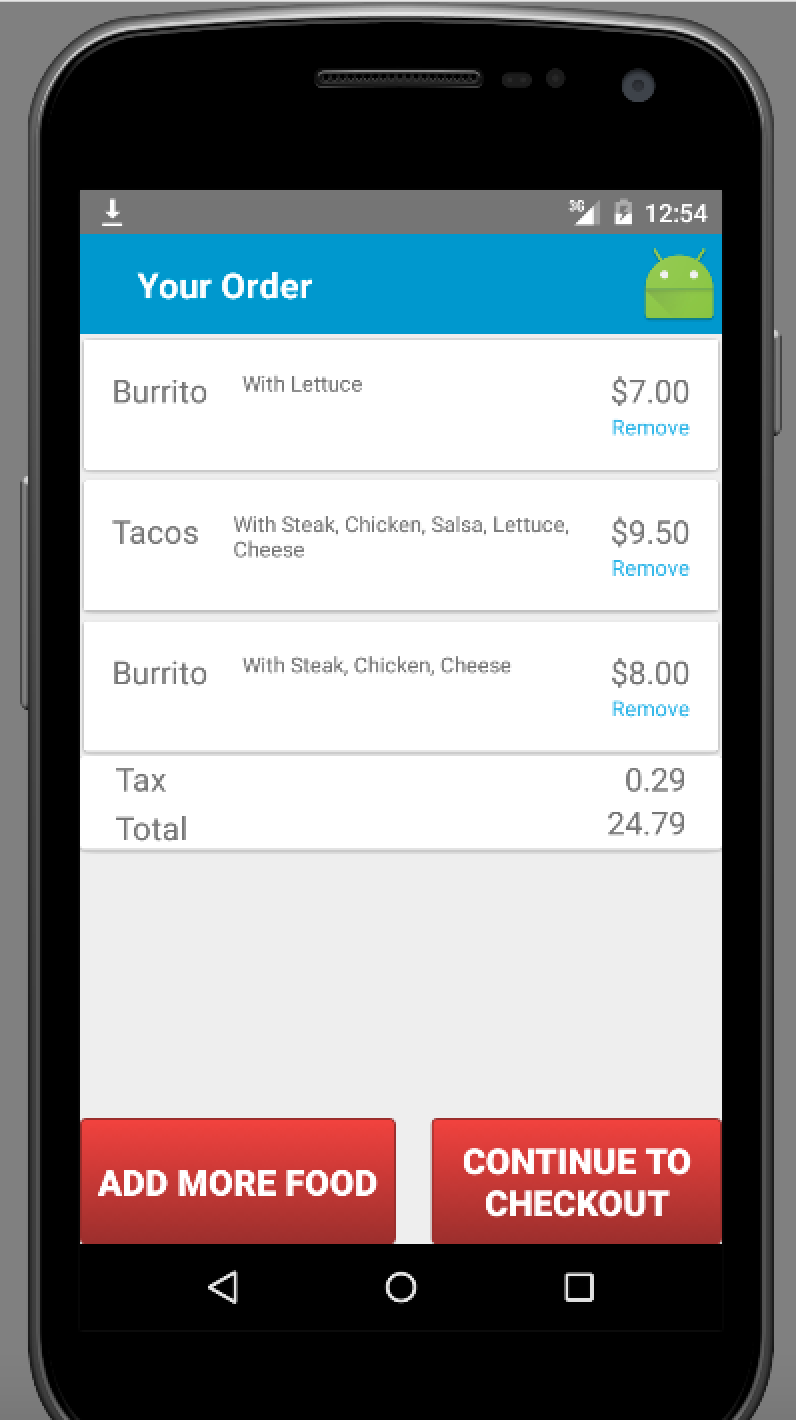 3G 12:54
Your Order
Burrito With Lettuce $7.00
Remove
Tacos With Steak, Chicken, Salsa, Lettuce, $9.50
Cheese
Remove
Burrito With Steak, Chicken, Cheese $8.00
Remove
Tax 0.29
Total 24.79
ADD MORE FOOD
CONTINUE TO
CHECKOUT